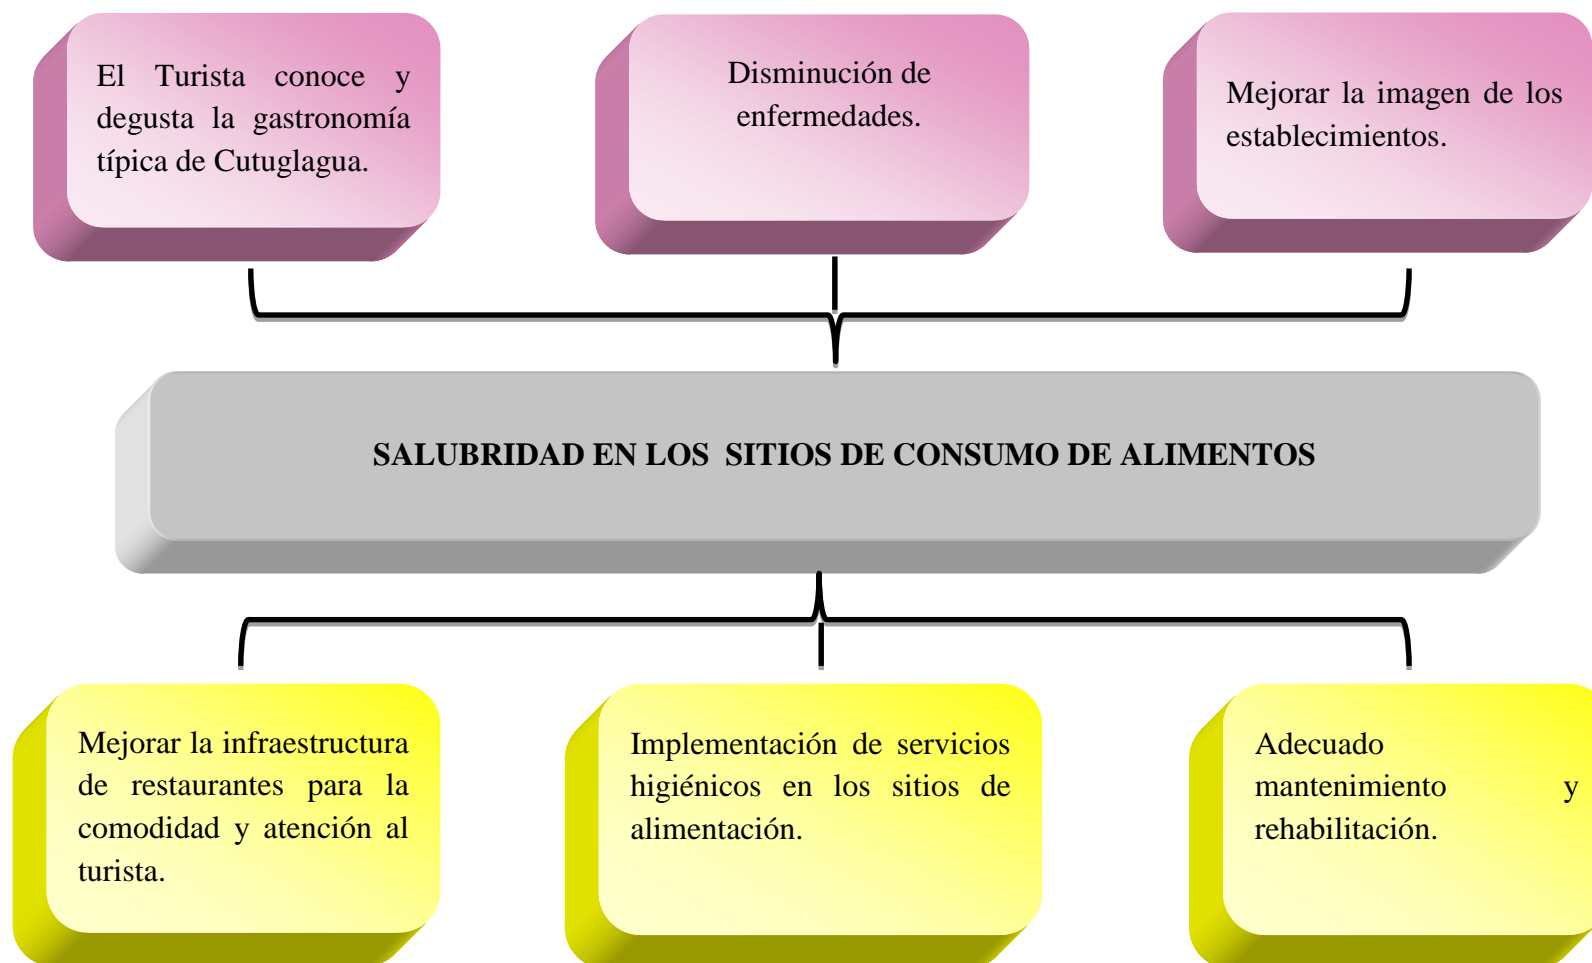 El Turista conoce y
degusta la gastronomía
típica de Cutuglagua.
Disminución de
enfermedades.
Mejorar la imagen de los
establecimientos.
SALUBRIDAD EN LOS SITIOS DE CONSUMO DE ALIMENTOS
Mejorar la infraestructura
de restaurantes para la
comodidad y atención al
turista.
Implementación de servicios
higiénicos en los sitios de
alimentación.
Adecuado
mantenimiento y
rehabilitación.